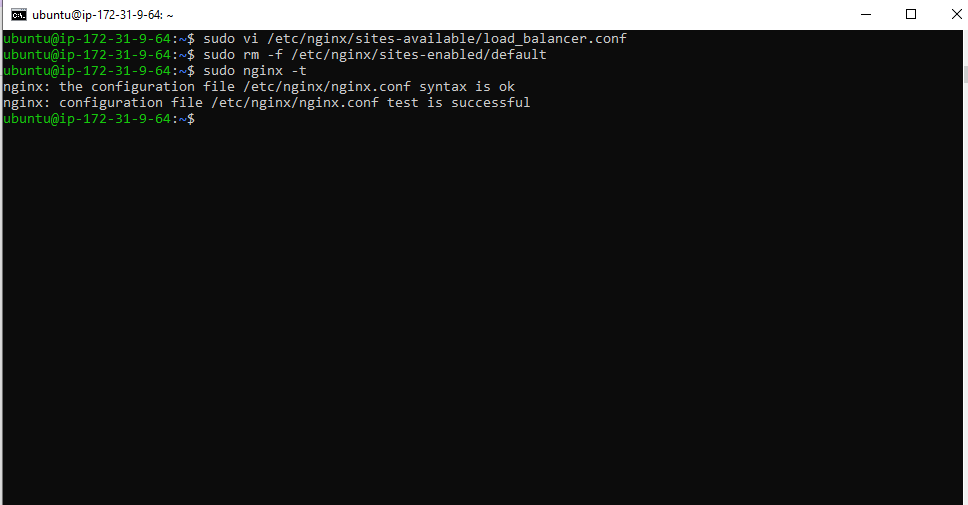 ubuntu@ip-172-31-9-64: ~
ubuntu@ip-172-31-9-64:~$ sudo vi /etc/nginx/sites-available/load_balancer.conf
ubuntu@ip-172-31-9-64:~$ sudo rm -f /etc/nginx/sites-enabled/default
ubuntu@ip-172-31-9-64:~$ sudo nginx -t
nginx: the configuration file /etc/nginx/nginx.conf syntax is ok
nginx: configuration file /etc/nginx/nginx.conf test is successful
ubuntu@ip-172-31-9-64:~$